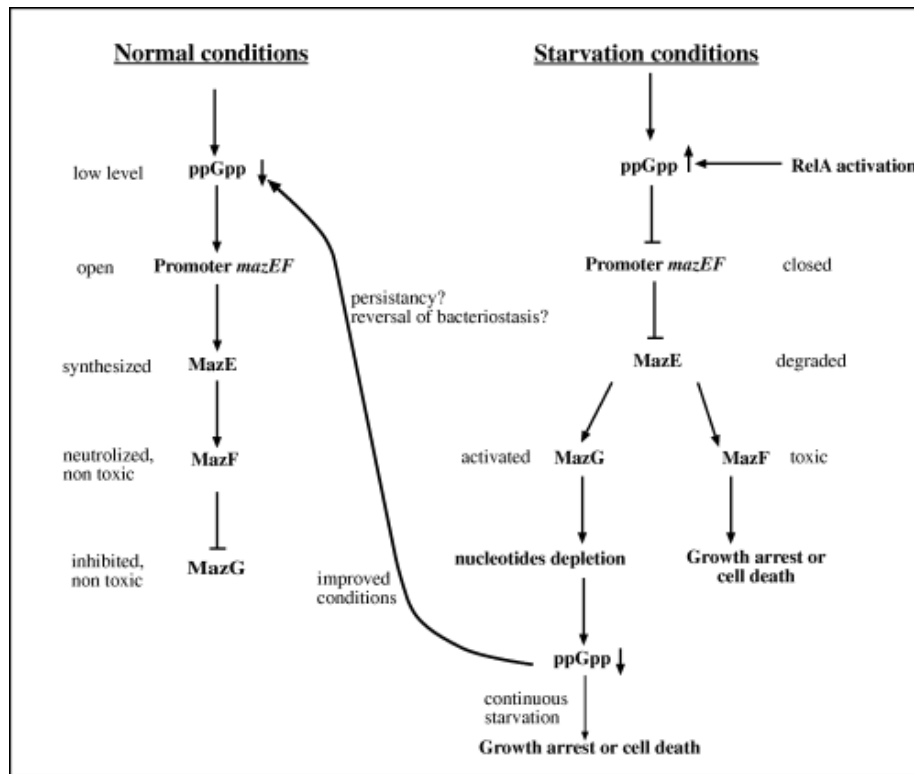 Normal conditions
Starvation conditions
low level
ppGpp
ppGpp
RelA activation
open
Promoter mazEF
Promoter mazEF
closed
persistancy?
reversal of bacteriostasis?
synthesized
MazE
MazE
degraded
neutrolized,
non toxic
MazF
activated
MazG
MazF
toxic
inhibited,
non toxic
MazG
improved
conditions
nucleotides depletion
Growth arrest or
cell death
ppGpp
continuous
starvation
Growth arrest or cell death